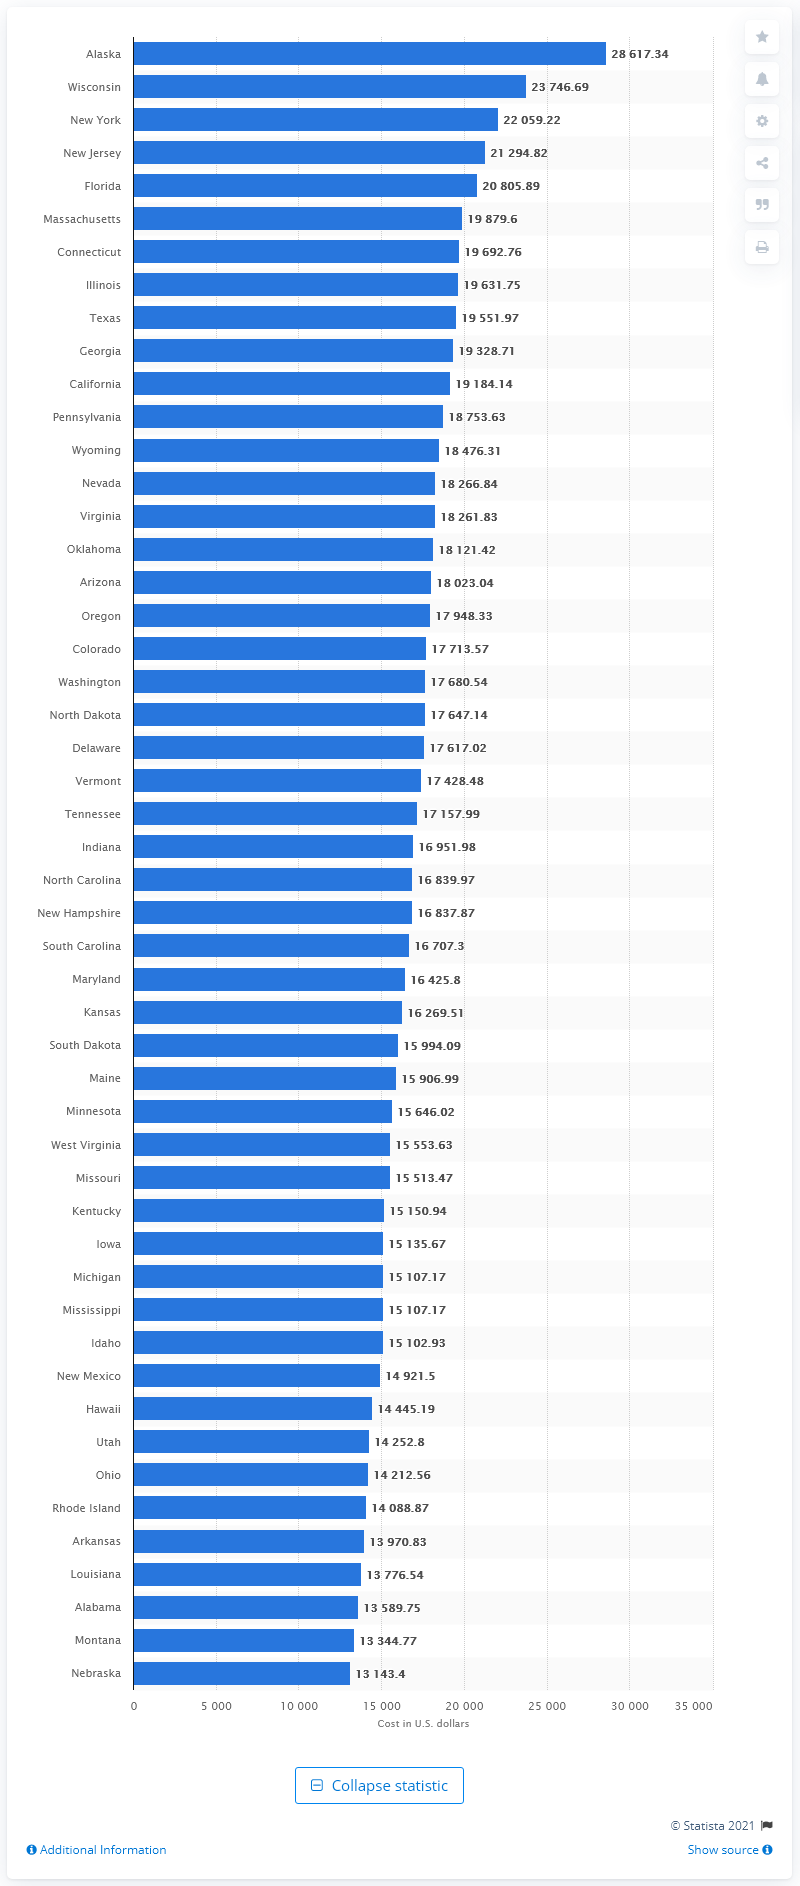 Alaska 28 617.34
Wisconsin 23 746.69
New York 22 059.22
New Jersey 21 294.82
Florida 20 805.89
Massachusetts 19 879.6
Connecticut 19 692.76
Illinois 19 631.75
Texas 19 551.97
Georgia 19 328.71
California 19 184.14
Pennsylvania 18 753.63
Wyoming 18 476.31
Nevada 18 266.84
Virginia 18 261.83
Oklahoma 18 121.42
Arizona 18 023.04
Oregon 17 948.33
Colorado 17 713.57
Washington 17 680.54
North Dakota 17 647.14
Delaware 17 617.02
Vermont 17 428.48
Tennessee 17 157.99
Indiana 16 951.98
North Carolina 16 839.97
New Hampshire 16 837.87
South Carolina 16 707.3
Maryland 16 425.8
Kansas 16 269.51
South Dakota 15 994.09
Maine 15 906.99
Minnesota 15 646.02
West Virginia 15 553.63
Missouri 15 513.47
Kentucky 15 150.94
Iowa 15 135.67
Michigan 15 107.17
Mississippi 15 107.17
Idaho 15 102.93
New Mexico 14 921.5
Hawaii 14 445.19
Utah 14 252.8
Ohio 14 212.56
Rhode Island 14 088.87
Arkansas 13 970.83
Louisiana 13 776.54
Alabama 13 589.75
Montana 13 344.77
Nebraska 13 143.4
0 5 000 10 000 15 000 20 000 25 000 30 000 35 000
Cost in U.S. dollars
Collapse statistic
© Statista 2021
Additional Information Show source